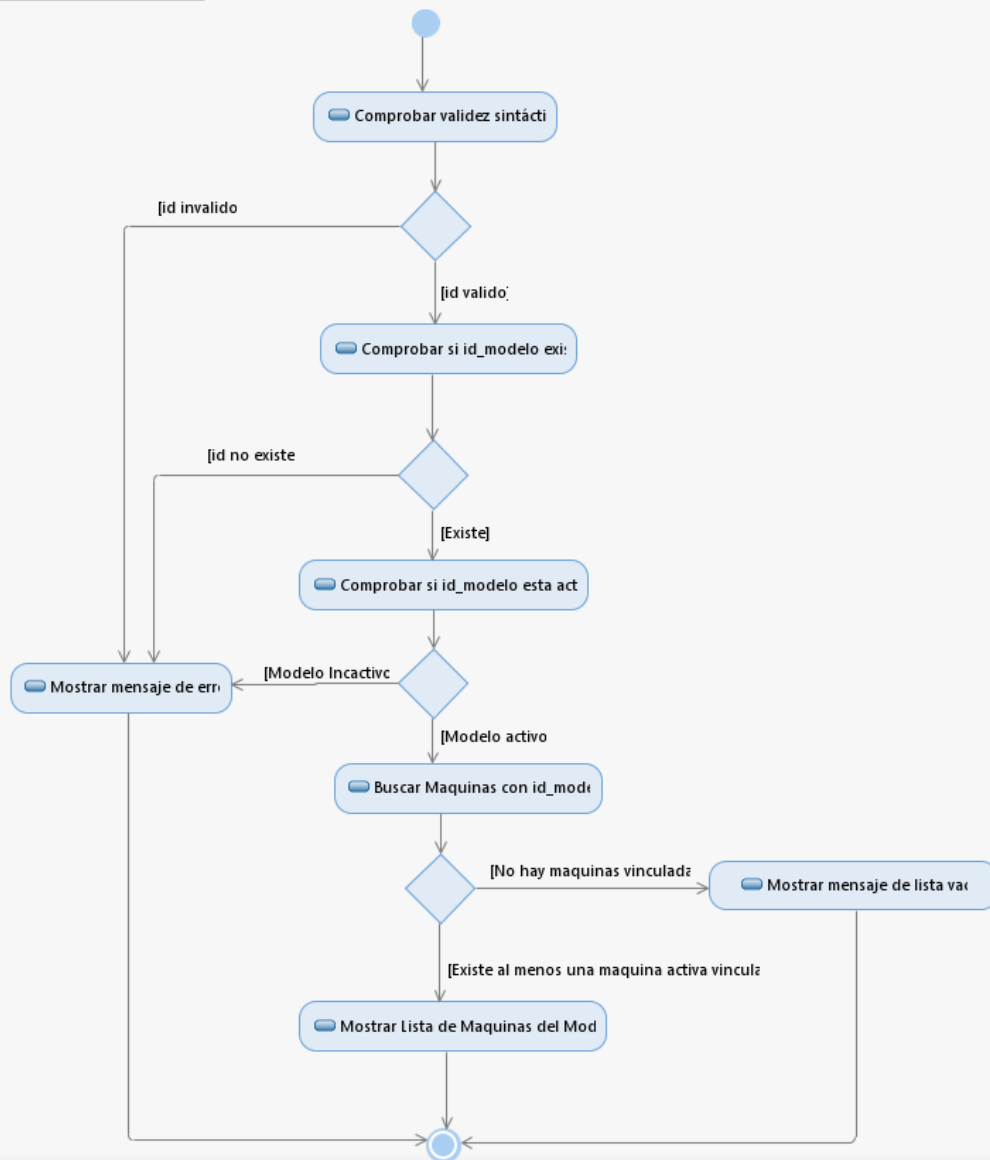 Comprobar validez sintácti
[id invalido
[id valido]
Comprobar si id_modelo exis
[id no existe
[Existe]
Comprobar si id_modelo esta act
[Modelo Incactivo
Mostrar mensaje de erro
[Modelo activo
Buscar Maquinas con id_mode
[No hay maquinas vinculada
Mostrar mensaje de lista vac
[Existe al menos una maquina activa vincula
Mostrar Lista de Maquinas del Mod